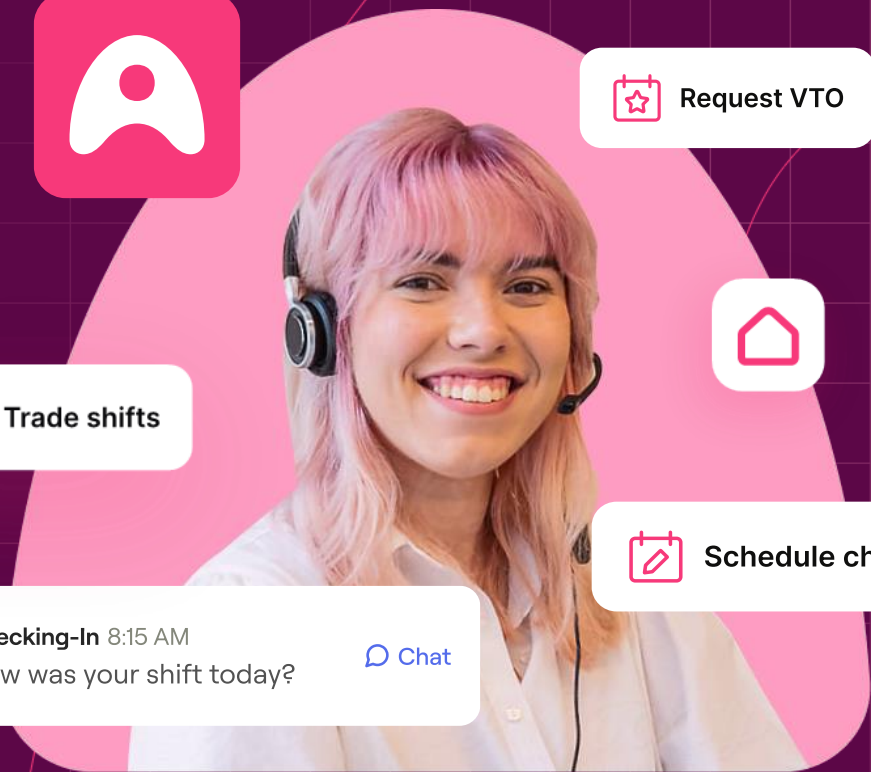 Request VTO
Trade shifts
Schedule ch
ecking-In 8:15 AM
w was your shift today?
Chat